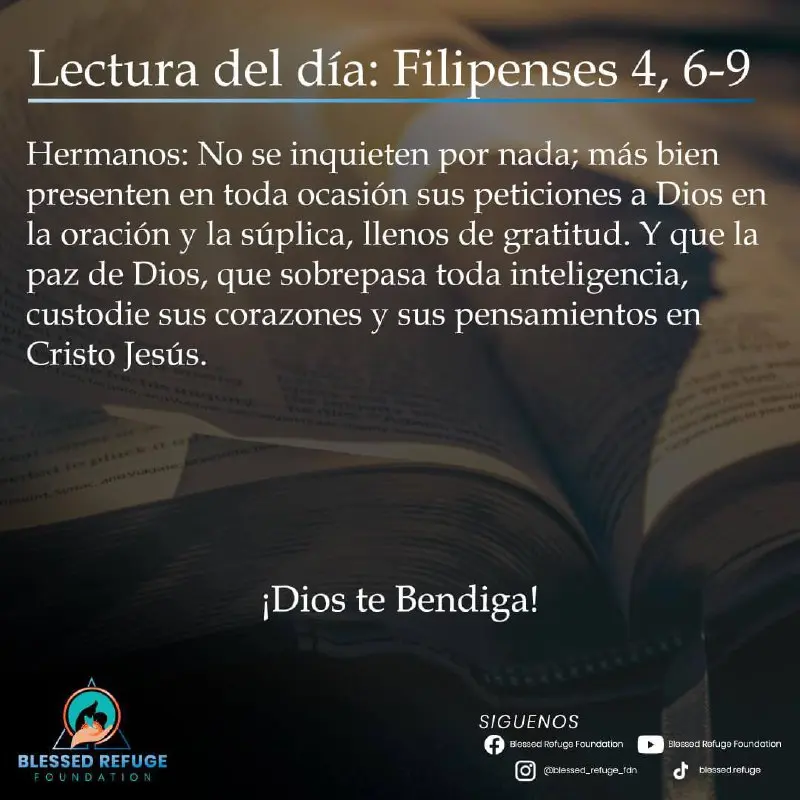 Lectura del día: Filipenses 4, 6-9
Hermanos: No se inquieten por nada; más bien
presenten en toda ocasión sus peticiones a Dios en
la oración y la súplica, llenos de gratitud. Y que la
paz de Dios, que sobrepasa toda inteligencia,
custodie sus corazones y sus pensamientos en
Cristo Jesús.
¡Dios te Bendiga!
BLESSED REFUGE
FOUNDATION
SIGUENOS
Blessed Refuge Foundation Blessed Refuge Foundation
@blessed_refuge_fdn blessed.refuge